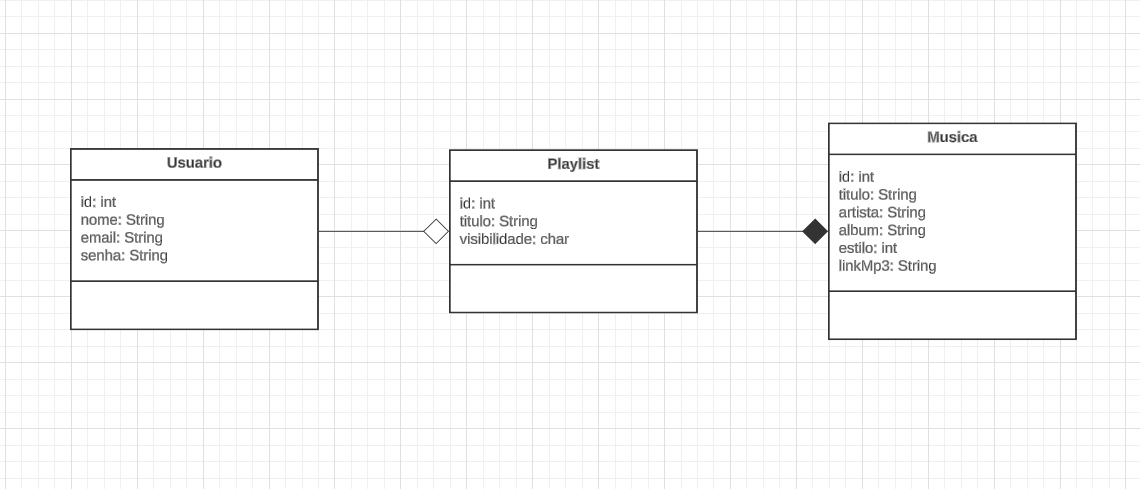 Usuario
id: int
nome: String
email: String
senha: String
Playlist
id: int
titulo: String
visibilidade: char
Musica
id: int
titulo: String
artista: String
album: String
estilo: int
linkMp3: String